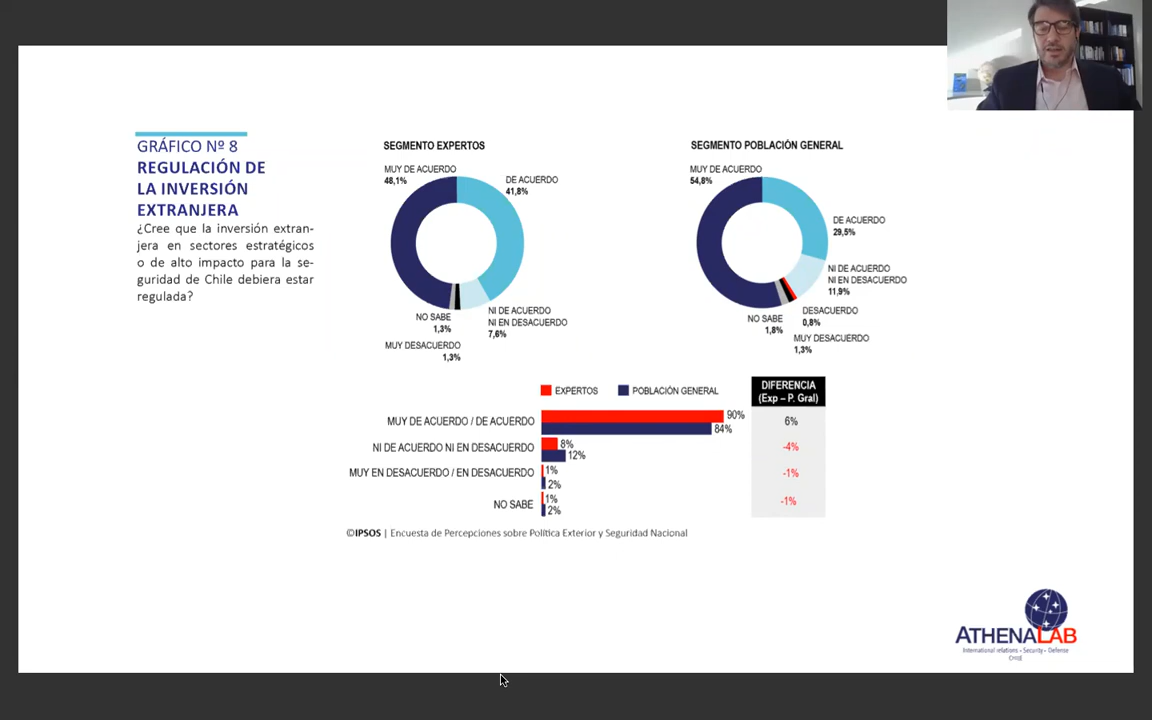 GRÁFICO Nº 8
REGULACIÓN DE
LA INVERSIÓN
EXTRANJERA
¿Cree que la inversión extran-
jera en sectores estratégicos
o de alto impacto para la se-
guridad de Chile debiera estar
regulada?
SEGMENTO EXPERTOS
MUY DE ACUERDO
48,1%
DE ACUERDO
41,8%
NI DE ACUERDO
NI EN DESACUERDO
7,6%
NO SABE
1,3%
MUY DESACUERDO
1,3%
SEGMENTO POBLACIÓN GENERAL
MUY DE ACUERDO
54,8%
DE ACUERDO
29,5%
NI DE ACUERDO
NI EN DESACUERDO
11,9%
DESACUERDO
0,8%
NO SABE
1,8%
MUY DESACUERDO
1,3%
EXPERTOS
POBLACIÓN GENERAL
DIFERENCIA
(Exp – P. Gral)
MUY DE ACUERDO / DE ACUERDO
90%
84%
6%
NI DE ACUERDO NI EN DESACUERDO
8%
12%
-4%
MUY EN DESACUERDO / EN DESACUERDO
1%
2%
-1%
NO SABE
1%
2%
-1%
©IPSOS | Encuesta de Percepciones sobre Política Exterior y Seguridad Nacional
ATHENALAB
International relations • Security • Defense
CHILE